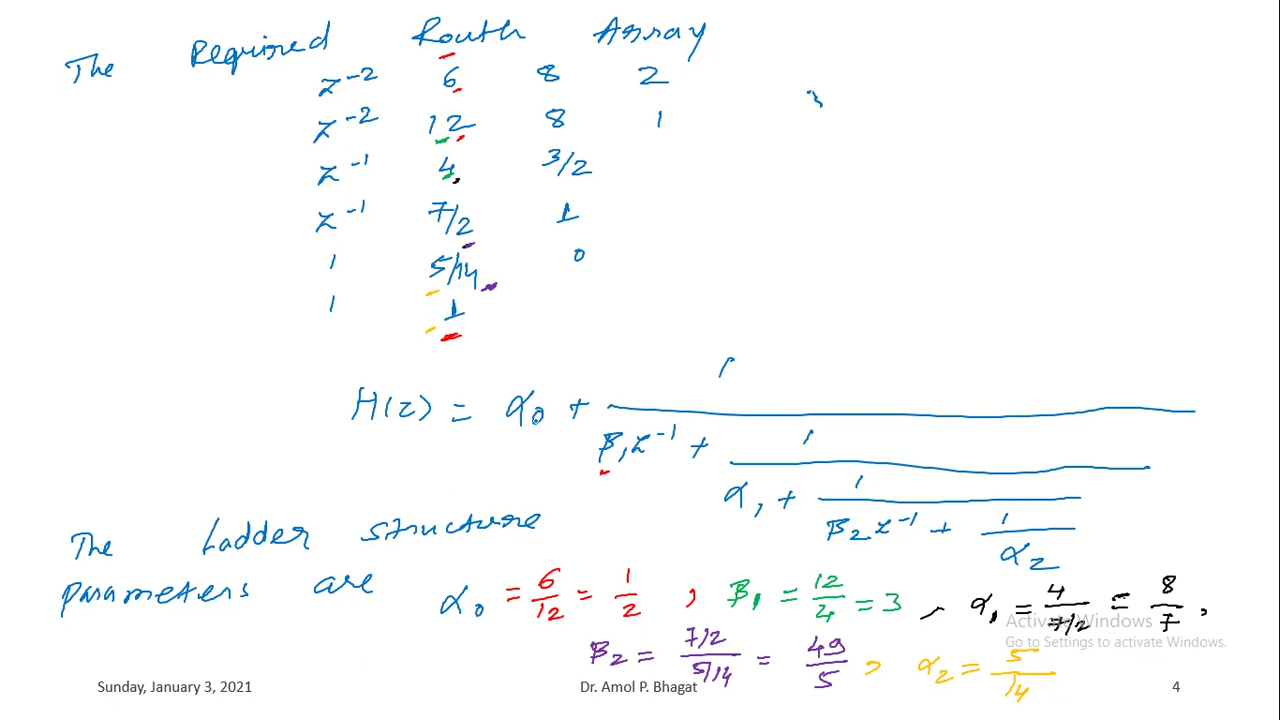 The Required Routh Array
z⁻² 6 8 2
z⁻² 12 8 1
z⁻¹ 4 3/2
z⁻¹ 7/2 1
1 5/14 0
1 1
H(z) = α₀ + 1
β₁z⁻¹ + 1
α₁ + 1
β₂z⁻¹ + 1
α₂
The Ladder structure
parameters are α₀ = 6/12 = 1/2 , β₁ = 12/4 = 3 , α₁ = 4/7/2 = 8/7 ,
Activate Windows
Go to Settings to activate Windows.
β₂ = 7/2/5/14 = 49/5 , α₂ = 5/14
Sunday, January 3, 2021 Dr. Amol P. Bhagat 4